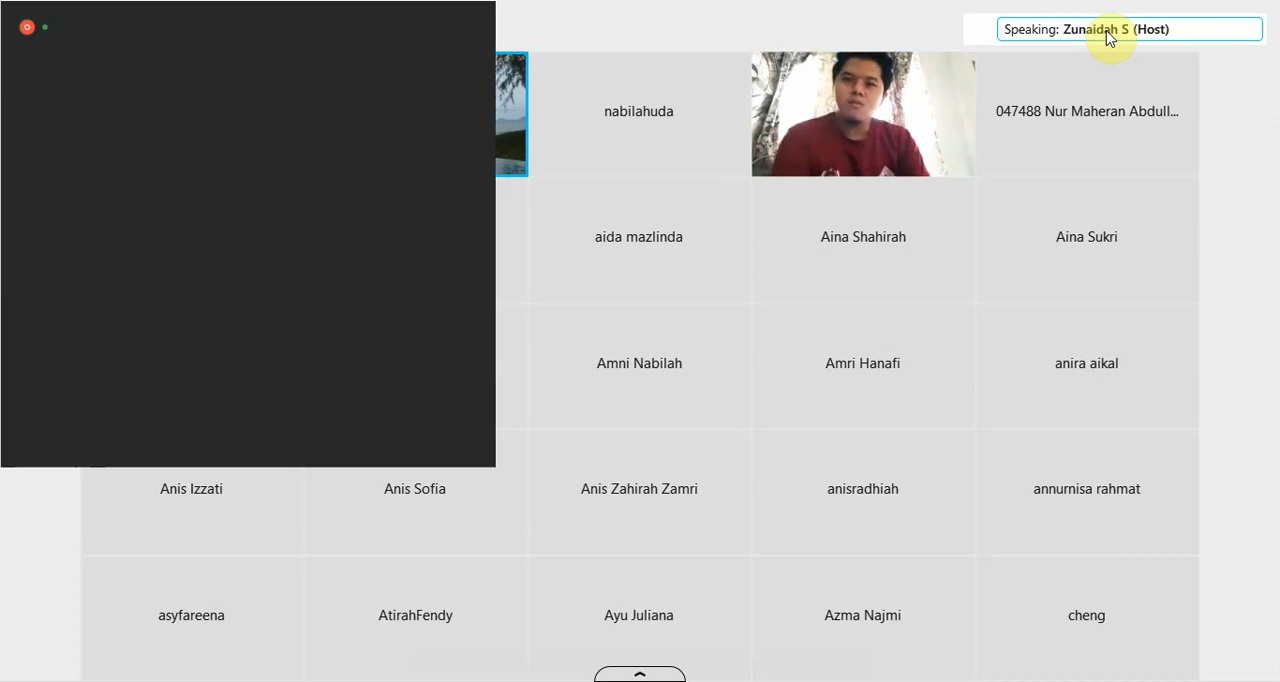 Speaking: Zunaidah S (Host)
nabilahuda
047488 Nur Maheran Abdull...
aida mazlinda
Aina Shahirah
Aina Sukri
Amni Nabilah
Amri Hanafi
anira aikal
Anis Izzati
Anis Sofia
Anis Zahirah Zamri
anisradhiah
annurnisa rahmat
asyfareena
AtirahFendy
Ayu Juliana
Azma Najmi
cheng